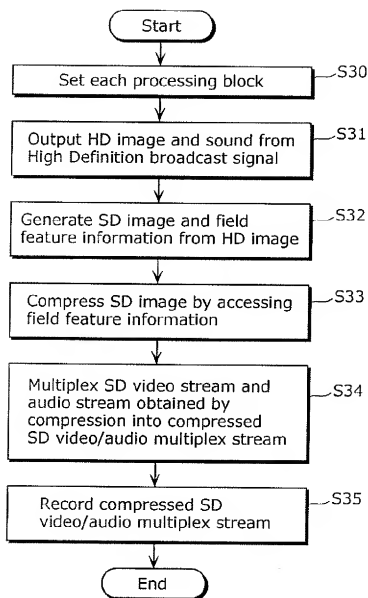 Start
Set each processing block
S30
Output HD image and sound from
High Definition broadcast signal
S31
Generate SD image and field
feature information from HD image
S32
Compress SD image by accessing
field feature information
S33
Multiplex SD video stream and
audio stream obtained by
compression into compressed
SD video/audio multiplex stream
S34
Record compressed SD
video/audio multiplex stream
S35
End